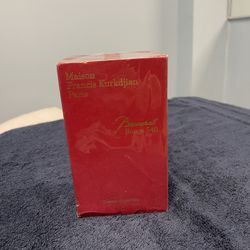 Maison
Francis Kurkdjian
Paris
Baccarat
Rouge 540